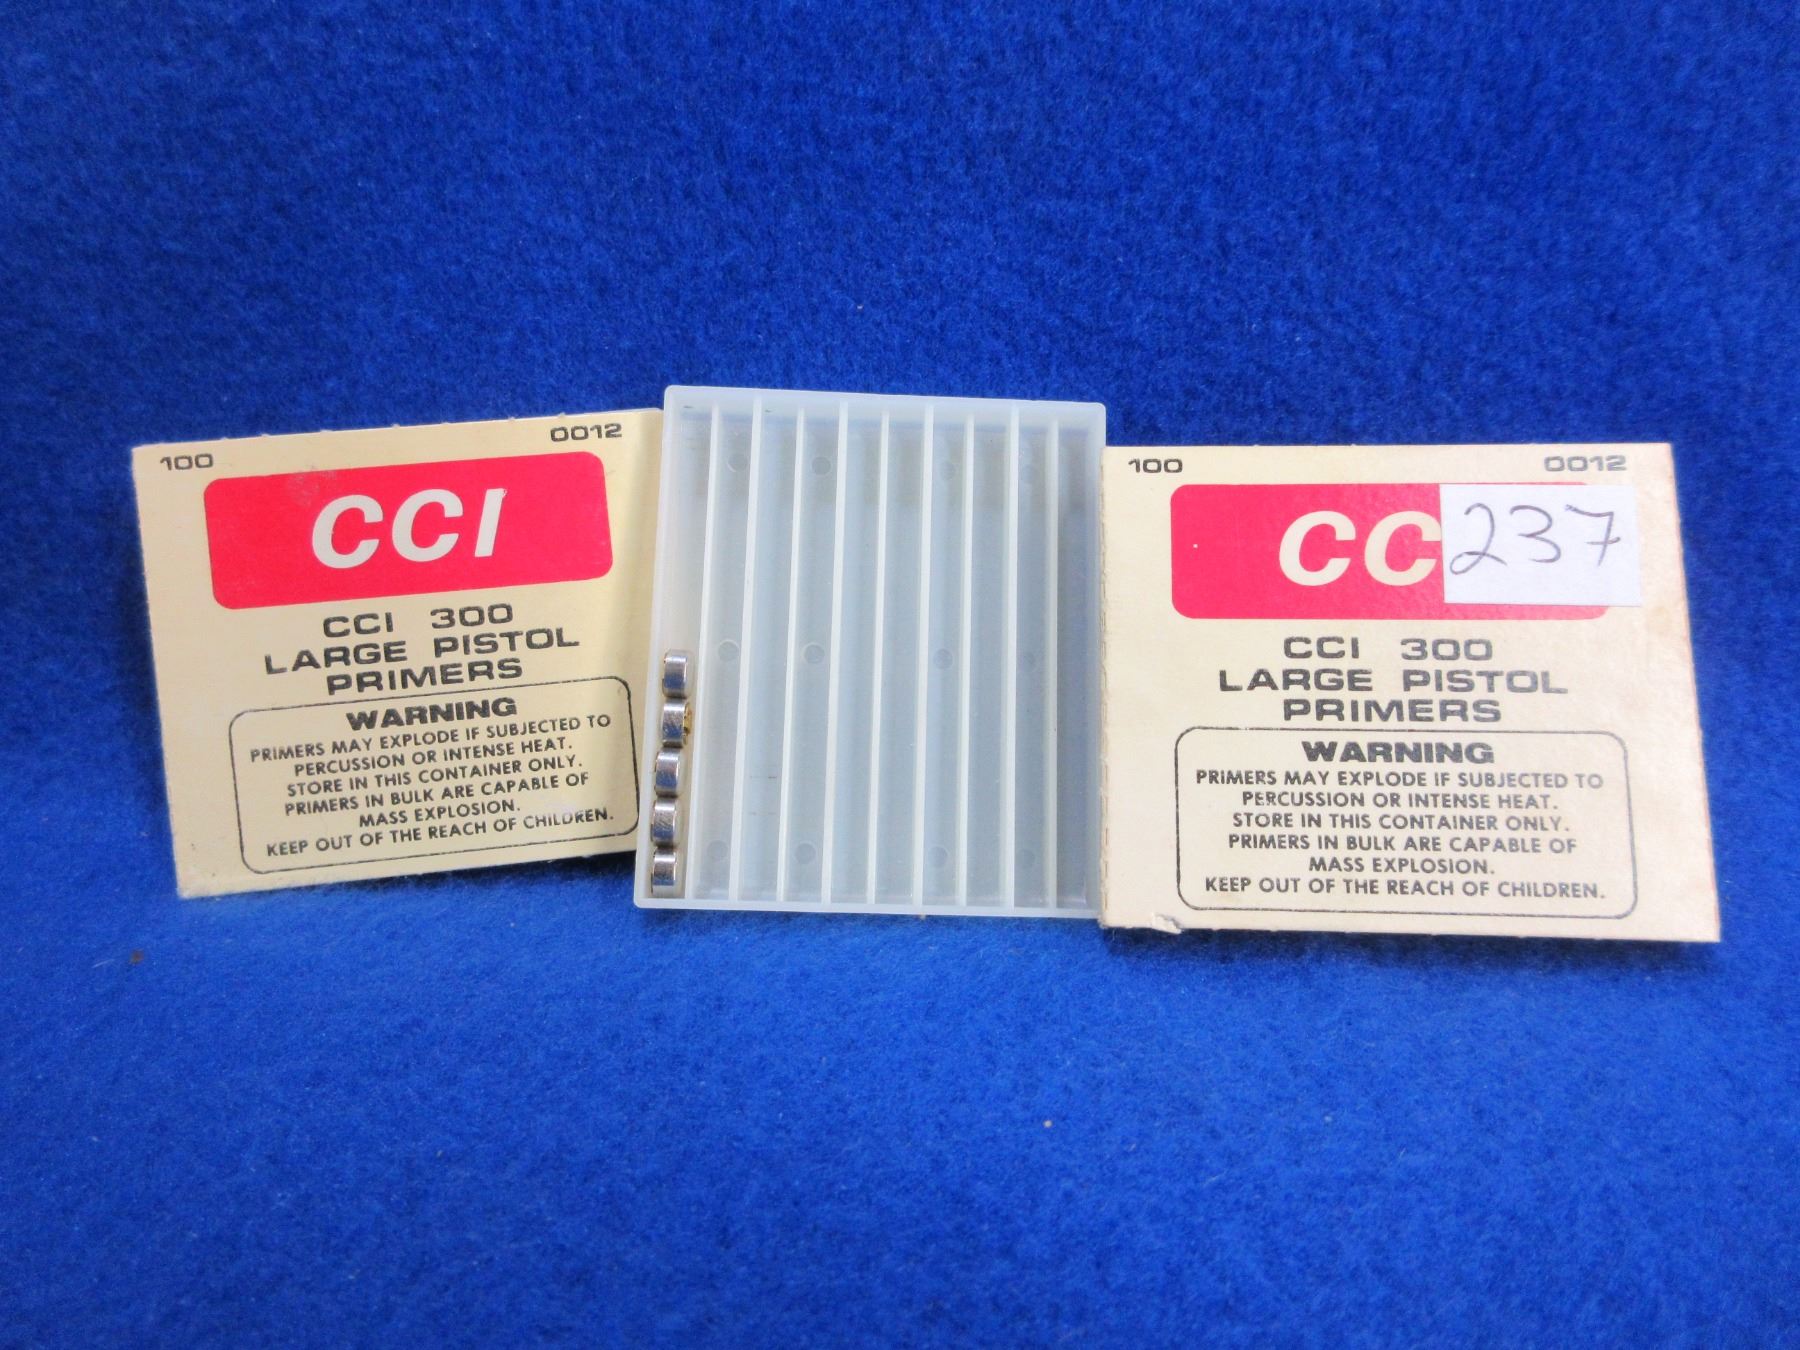 100 0012
CCI
CCI 300
LARGE PISTOL
PRIMERS
WARNING
PRIMERS MAY EXPLODE IF SUBJECTED TO
PERCUSSION OR INTENSE HEAT.
STORE IN THIS CONTAINER ONLY.
PRIMERS IN BULK ARE CAPABLE OF
MASS EXPLOSION.
KEEP OUT OF THE REACH OF CHILDREN.
100 0012
CC 237
CCI 300
LARGE PISTOL
PRIMERS
WARNING
PRIMERS MAY EXPLODE IF SUBJECTED TO
PERCUSSION OR INTENSE HEAT.
STORE IN THIS CONTAINER ONLY.
PRIMERS IN BULK ARE CAPABLE OF
MASS EXPLOSION.
KEEP OUT OF THE REACH OF CHILDREN.